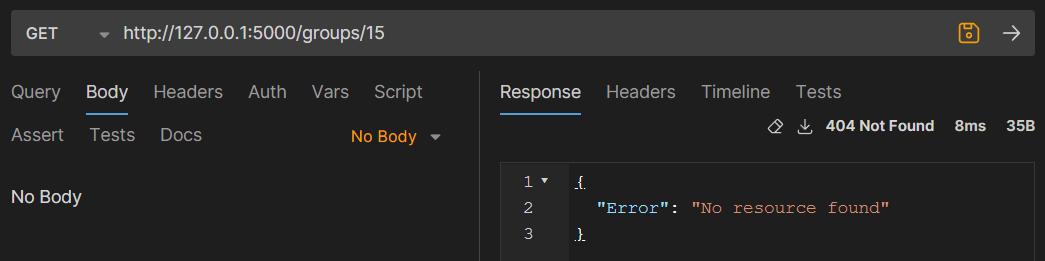 GET http://127.0.0.1:5000/groups/15
Query Body Headers Auth Vars Script
Assert Tests Docs No Body
No Body
Response Headers Timeline Tests
404 Not Found 8ms 35B
1 {
2 "Error": "No resource found"
3 }